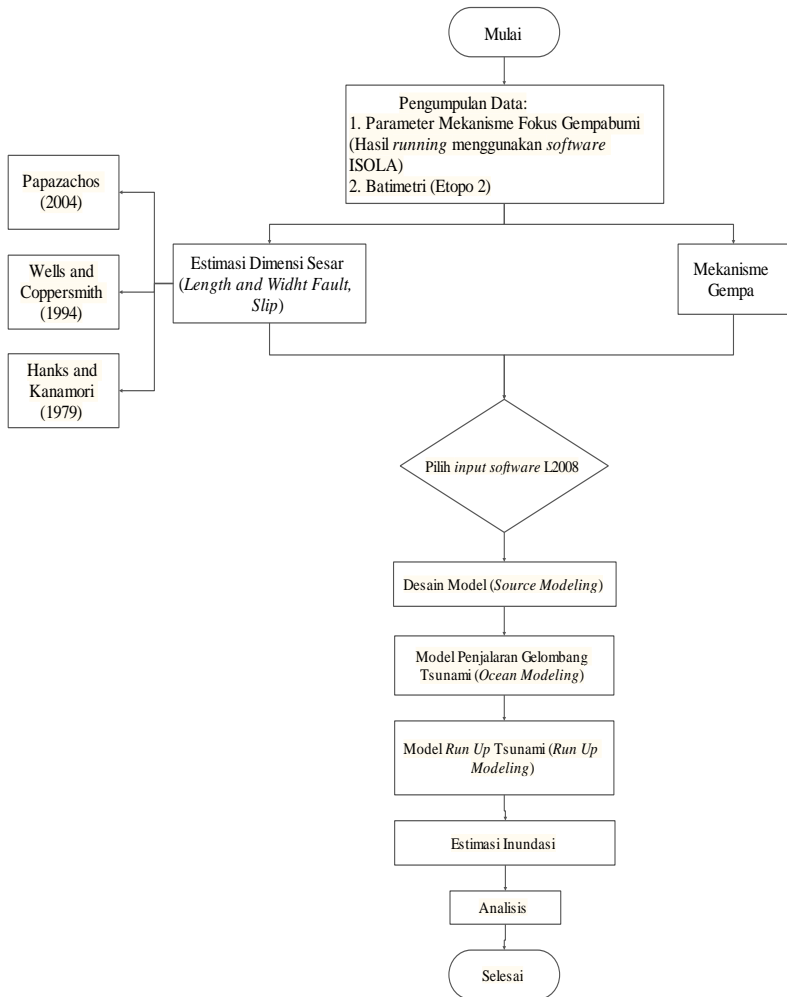 Mulai
Pengumpulan Data:
1. Parameter Mekanisme Fokus Gempabumi
(Hasil running menggunakan software
ISOLA)
2. Batimetri (Etopo 2)
Papazachos
(2004)
Wells and
Coppersmith
(1994)
Hanks and
Kanamori
(1979)
Estimasi Dimensi Sesar
(Length and Widht Fault,
Slip)
Mekanisme
Gempa
Pilih input software L2008
Desain Model (Source Modeling)
Model Penjalaran Gelombang
Tsunami (Ocean Modeling)
Model Run Up Tsunami (Run Up
Modeling)
Estimasi Inundasi
Analisis
Selesai